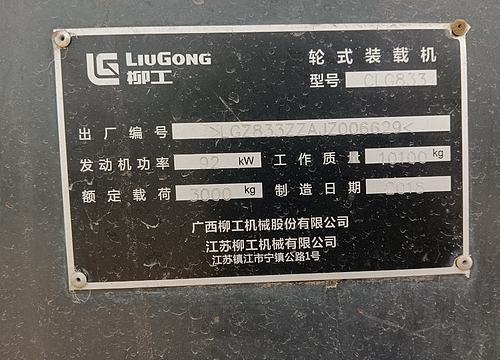 LIUGONG
柳工
轮式装载机
型号 CLG833
出厂编号 >LGZ833ZZAJZ006629<
发动机功率 92 kW 工作质量 10100 kg
额定载荷 3000 kg 制造日期
广西柳工机械股份有限公司
江苏柳工机械有限公司
江苏镇江市宁镇公路1号